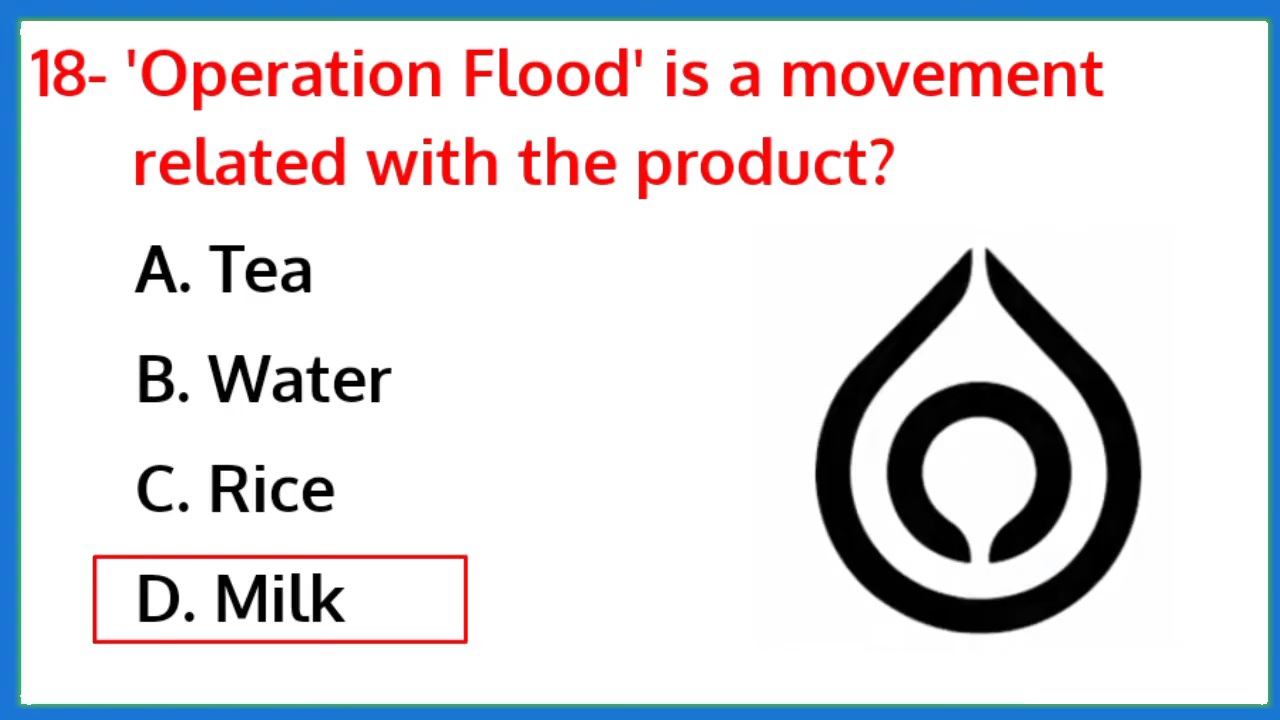 18- 'Operation Flood' is a movement
related with the product?
A. Tea
B. Water
C. Rice
D. Milk